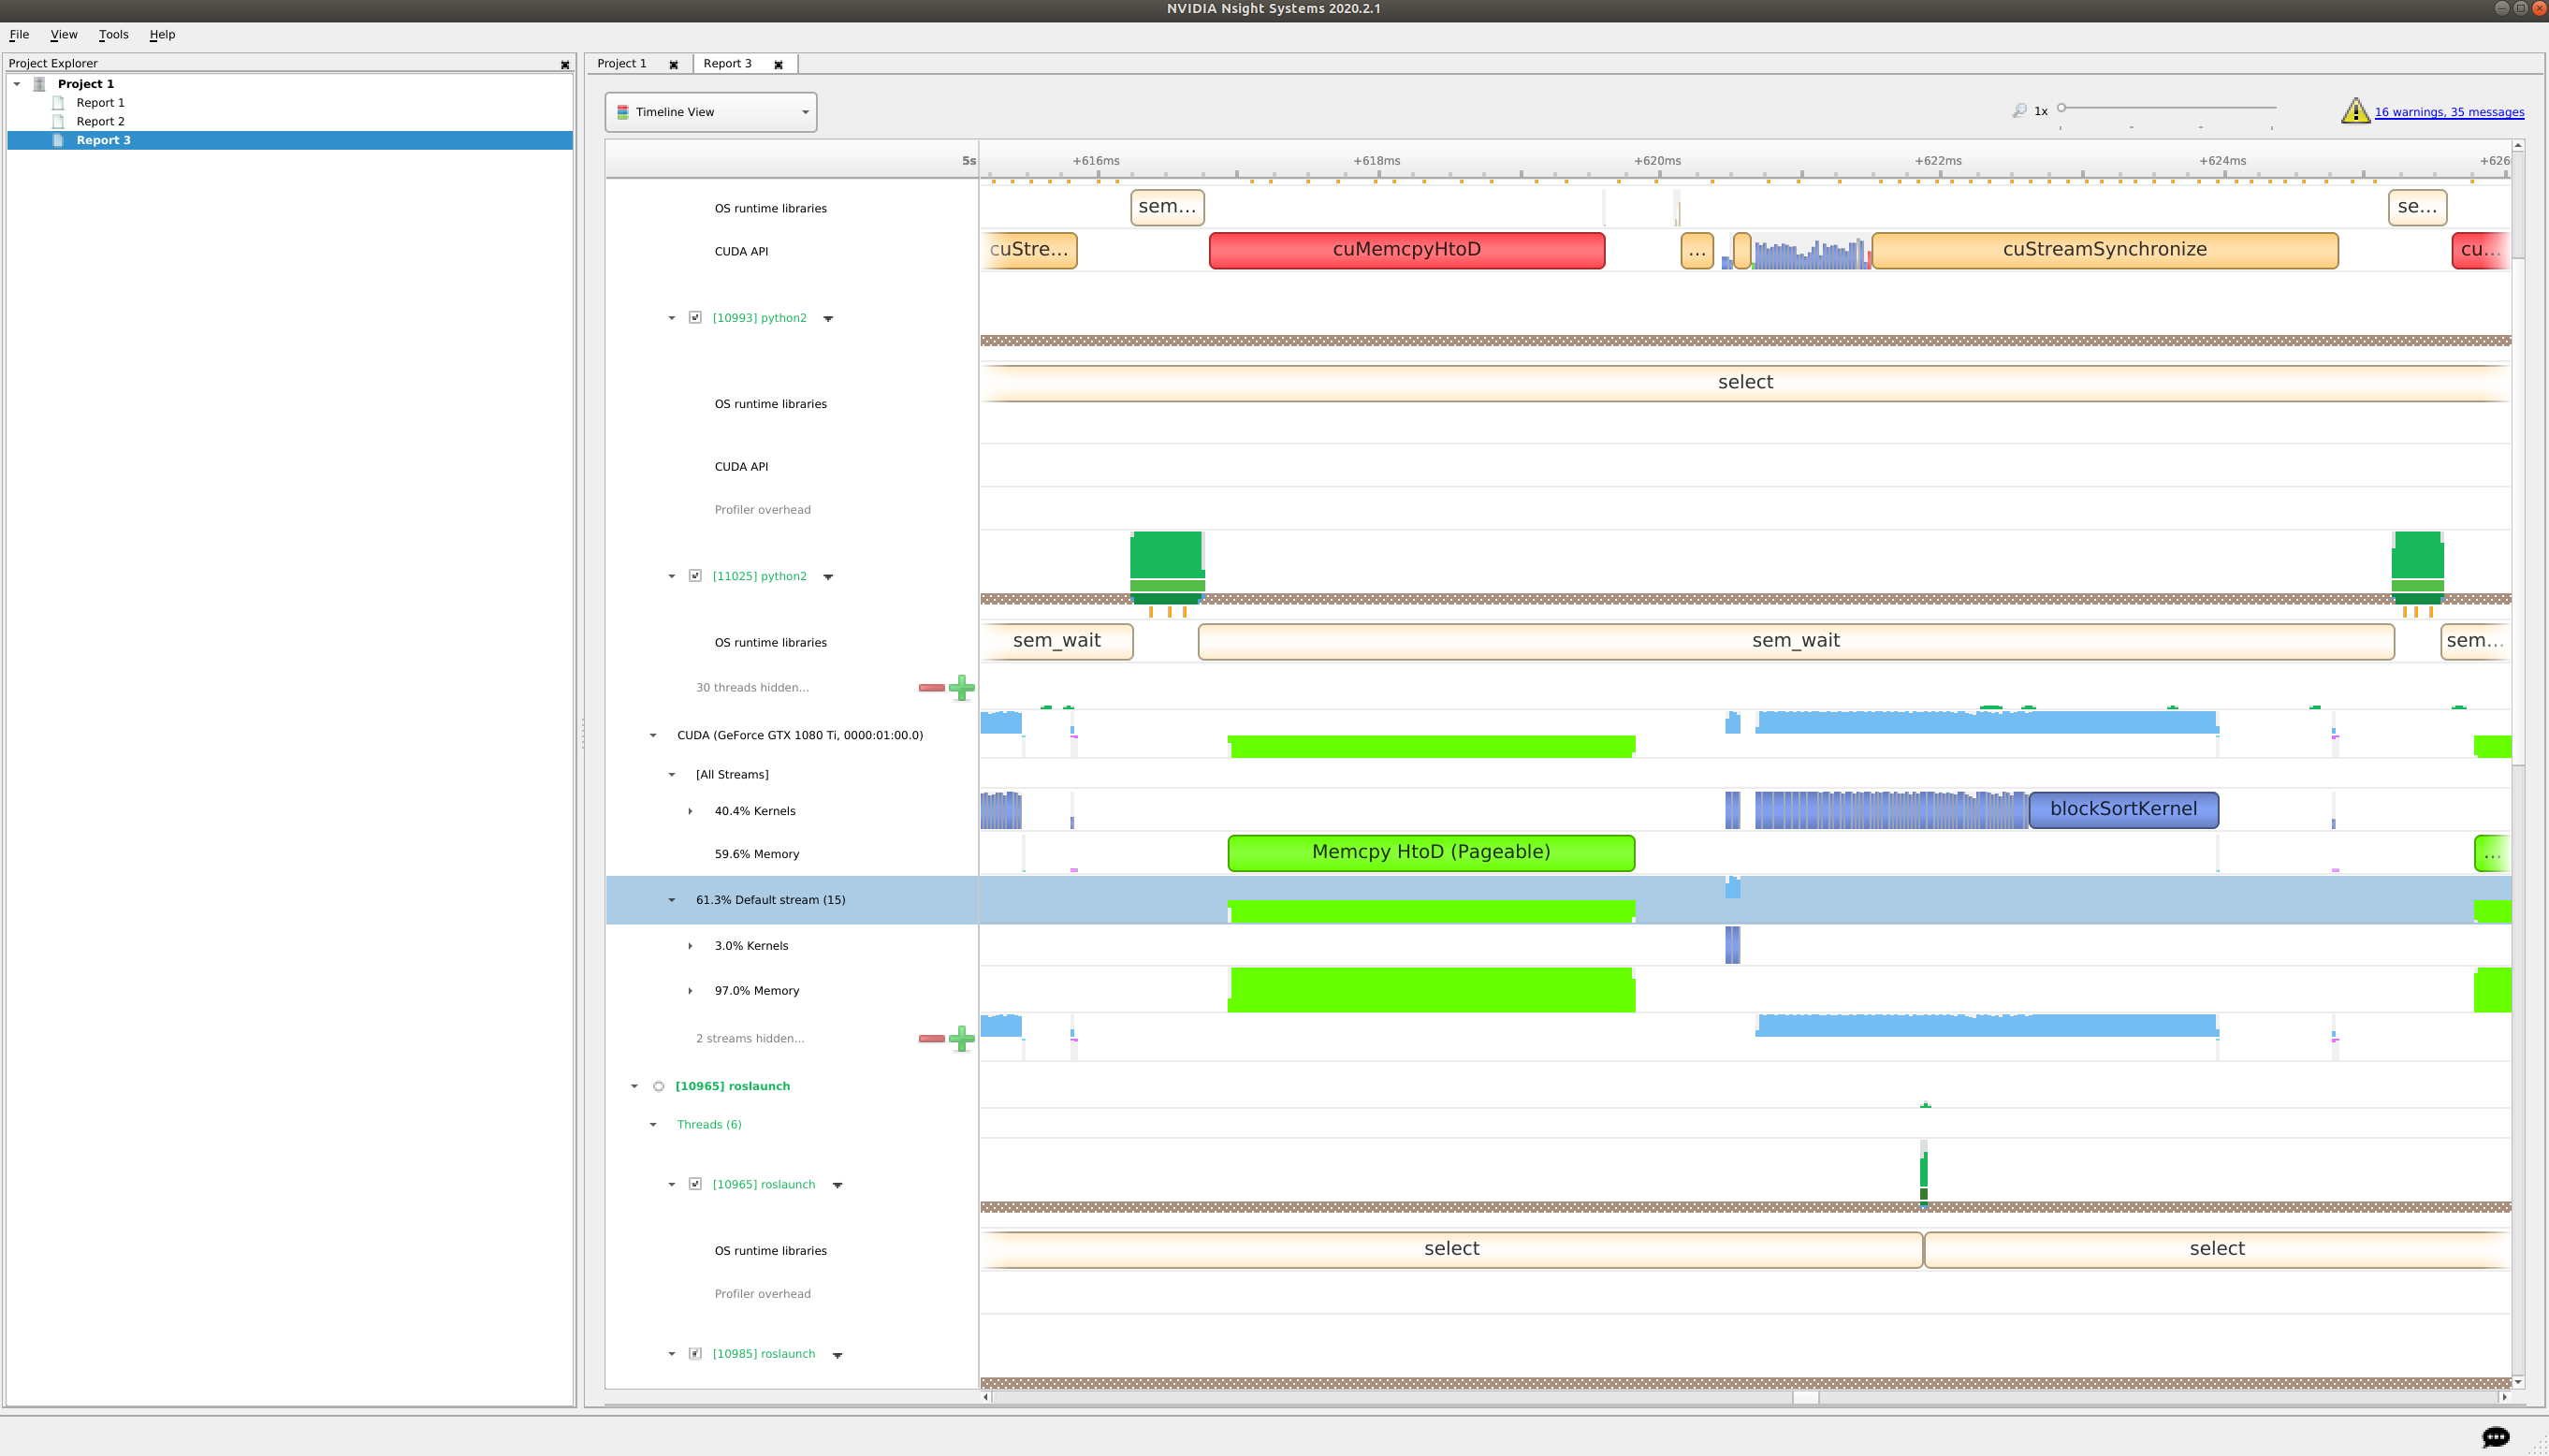 NVIDIA Nsight Systems 2020.2.1
File View Tools Help
Project Explorer
Project 1
Report 1
Report 2
Report 3
Project 1 Report 3
Timeline View
1x
16 warnings, 35 messages
5s +616ms +618ms +620ms +622ms +624ms +626
OS runtime libraries sem... se...
CUDA API cuStre... cuMemcpyHtoD ... cuStreamSynchronize cu...
[10993] python2
select
OS runtime libraries
CUDA API
Profiler overhead
[11025] python2
OS runtime libraries sem_wait sem_wait sem...
30 threads hidden...
CUDA (GeForce GTX 1080 Ti, 0000:01:00.0)
[All Streams]
40.4% Kernels blockSortKernel
59.6% Memory Memcpy HtoD (Pageable) ...
61.3% Default stream (15)
3.0% Kernels
97.0% Memory
2 streams hidden...
[10965] roslaunch
Threads (6)
[10965] roslaunch
OS runtime libraries select select
Profiler overhead
[10985] roslaunch